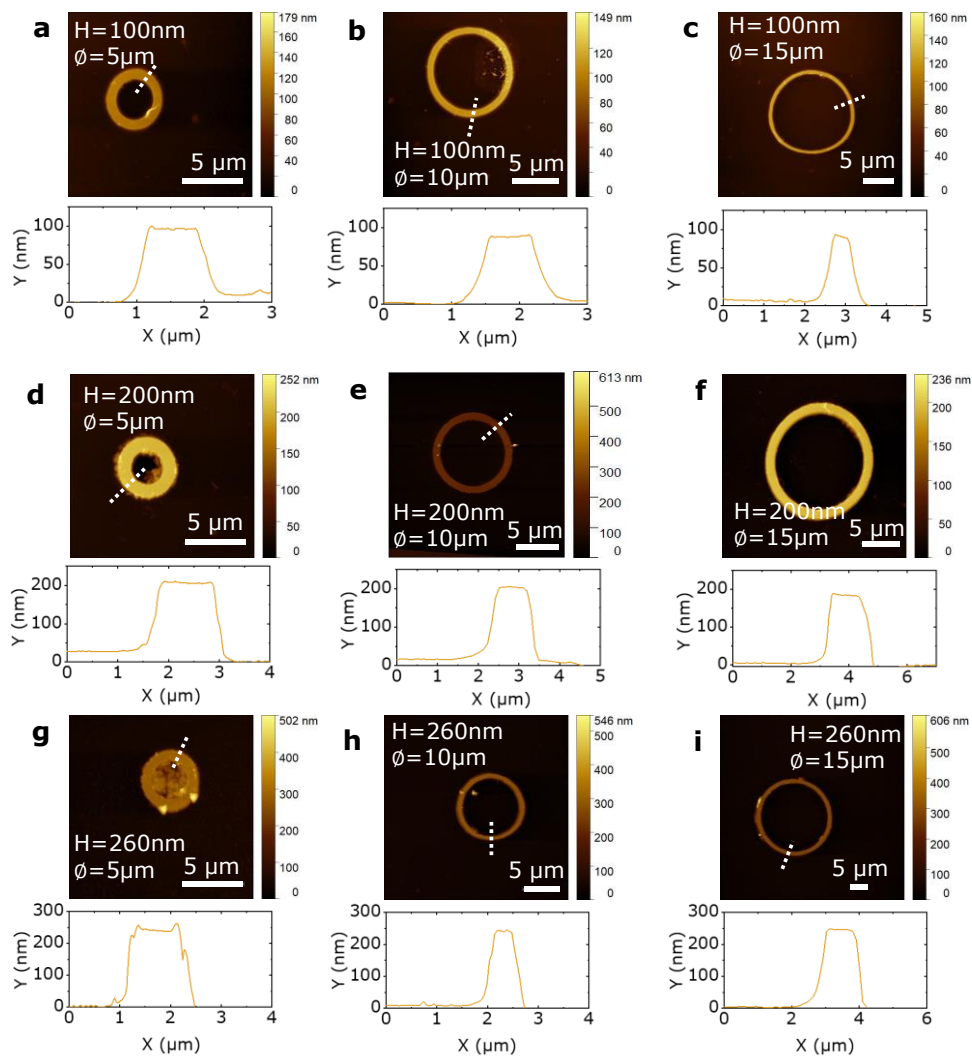 a
H=100nm
ø=5µm
5 µm
179 nm
140
120
100
80
60
40
20
0
Y (nm)
100
50
0
0 1 2 3
X (µm)
b
H=100nm
ø=10µm
5 µm
149 nm
120
100
80
60
40
20
0
Y (nm)
100
50
0
0 1 2 3
X (µm)
c
H=100nm
ø=15µm
5 µm
160 nm
140
120
100
80
60
40
20
0
Y (nm)
100
50
0
0 1 2 3 4 5
X (µm)
d
H=200nm
ø=5µm
5 µm
252 nm
200
150
100
50
0
Y (nm)
200
100
0
0 1 2 3 4
X (µm)
e
H=200nm
ø=10µm
5 µm
613 nm
500
400
300
200
100
0
Y (nm)
200
100
0
0 1 2 3 4 5
X (µm)
f
H=200nm
ø=15µm
5 µm
236 nm
200
150
100
50
0
Y (nm)
200
100
0
0 2 4 6
X (µm)
g
H=260nm
ø=5µm
5 µm
502 nm
400
300
200
100
0
Y (nm)
300
200
100
0
0 1 2 3 4
X (µm)
h
H=260nm
ø=10µm
5 µm
546 nm
400
300
200
100
0
Y (nm)
300
200
100
0
0 1 2 3 4
X (µm)
i
H=260nm
ø=15µm
5 µm
606 nm
500
400
300
200
100
0
Y (nm)
300
200
100
0
0 2 4 6
X (µm)